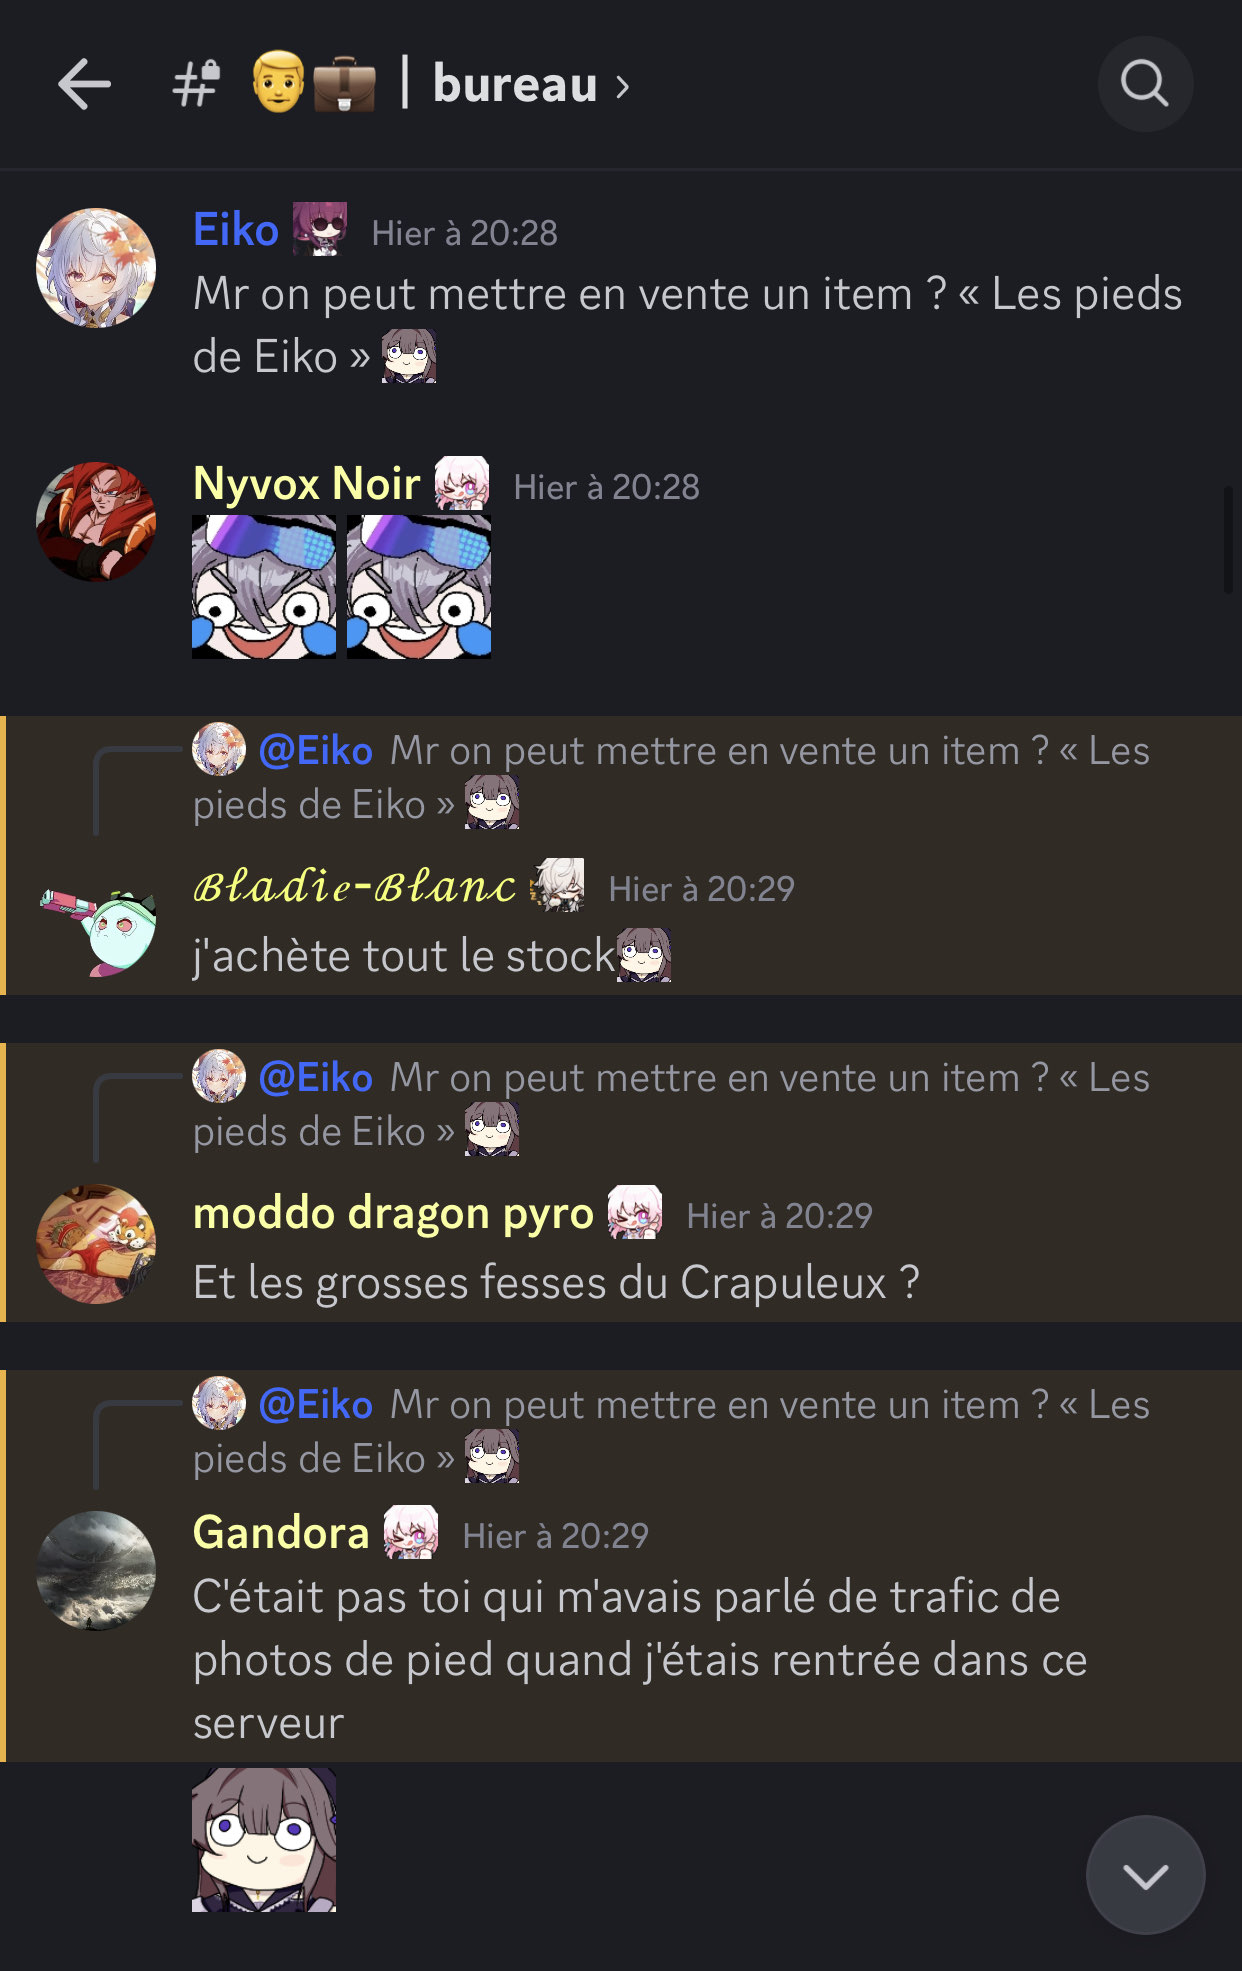 # 👨💼 | bureau ›
Eiko Hier à 20:28
Mr on peut mettre en vente un item ? « Les pieds
de Eiko »
Nyvox Noir Hier à 20:28
@Eiko Mr on peut mettre en vente un item ? « Les
pieds de Eiko »
𝓑𝓵𝓪𝓭𝓲𝓮-𝓑𝓵𝓪𝓷𝓬 Hier à 20:29
j'achète tout le stock
@Eiko Mr on peut mettre en vente un item ? « Les
pieds de Eiko »
moddo dragon pyro Hier à 20:29
Et les grosses fesses du Crapuleux ?
@Eiko Mr on peut mettre en vente un item ? « Les
pieds de Eiko »
Gandora Hier à 20:29
C'était pas toi qui m'avais parlé de trafic de
photos de pied quand j'étais rentrée dans ce
serveur